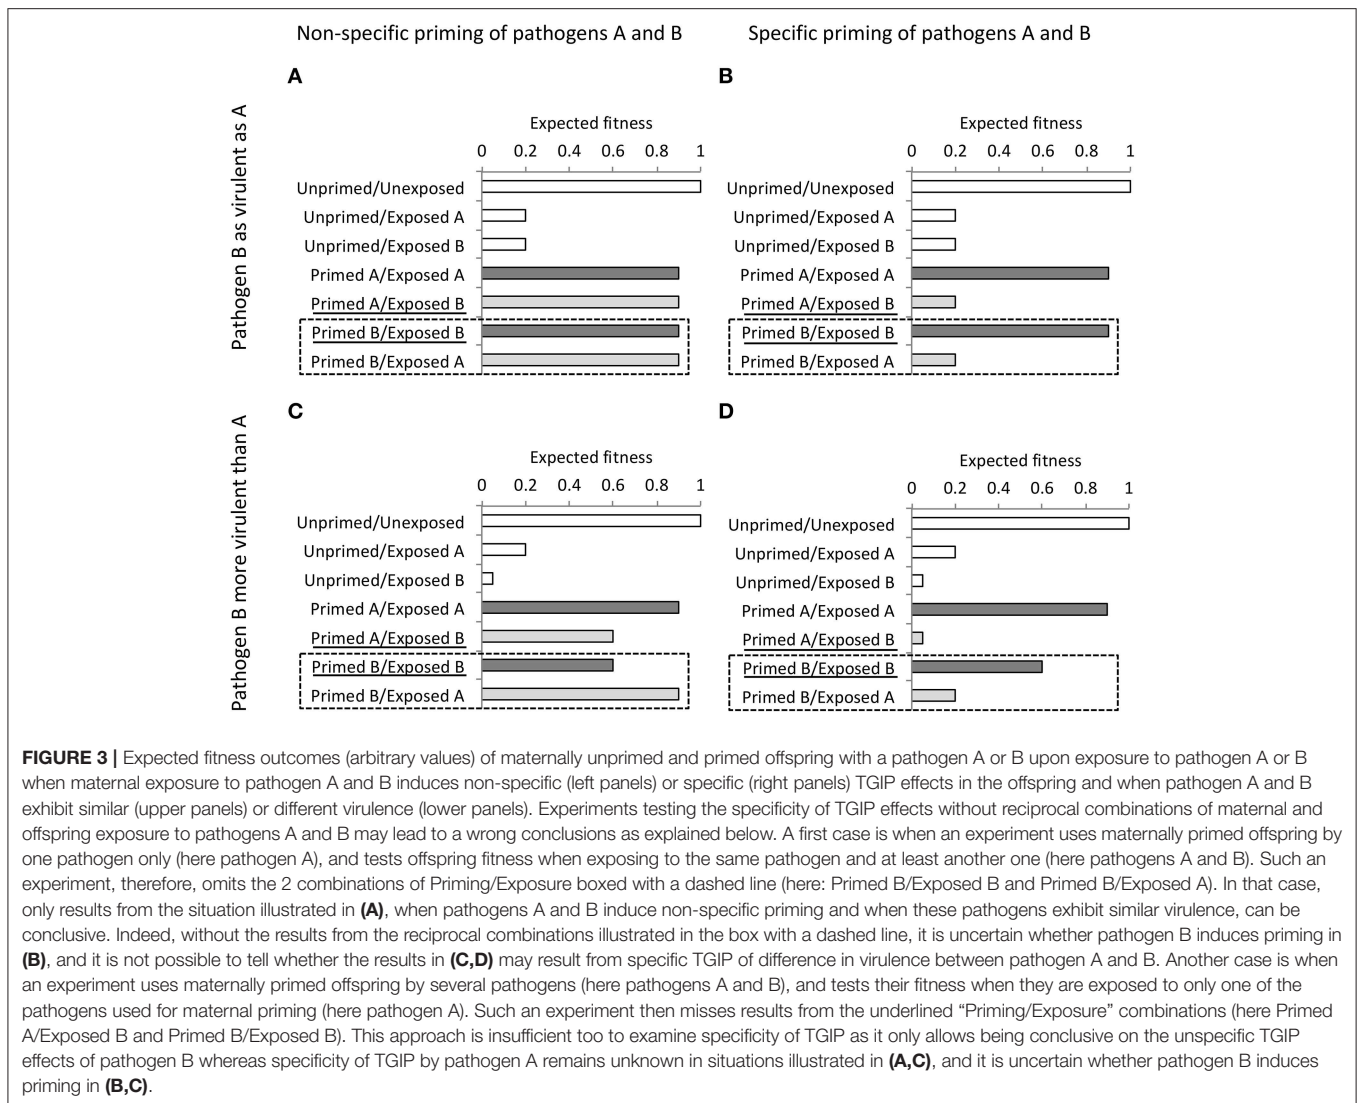 Non-specific priming of pathogens A and B
Specific priming of pathogens A and B
Pathogen B as virulent as A
A
Expected fitness
0 0.2 0.4 0.6 0.8 1
Unprimed/Unexposed
Unprimed/Exposed A
Unprimed/Exposed B
Primed A/Exposed A
Primed A/Exposed B
Primed B/Exposed B
Primed B/Exposed A
B
Expected fitness
0 0.2 0.4 0.6 0.8 1
Unprimed/Unexposed
Unprimed/Exposed A
Unprimed/Exposed B
Primed A/Exposed A
Primed A/Exposed B
Primed B/Exposed B
Primed B/Exposed A
Pathogen B more virulent than A
C
Expected fitness
0 0.2 0.4 0.6 0.8 1
Unprimed/Unexposed
Unprimed/Exposed A
Unprimed/Exposed B
Primed A/Exposed A
Primed A/Exposed B
Primed B/Exposed B
Primed B/Exposed A
D
Expected fitness
0 0.2 0.4 0.6 0.8 1
Unprimed/Unexposed
Unprimed/Exposed A
Unprimed/Exposed B
Primed A/Exposed A
Primed A/Exposed B
Primed B/Exposed B
Primed B/Exposed A
FIGURE 3 | Expected fitness outcomes (arbitrary values) of maternally unprimed and primed offspring with a pathogen A or B upon exposure to pathogen A or B
when maternal exposure to pathogen A and B induces non-specific (left panels) or specific (right panels) TGIP effects in the offspring and when pathogen A and B
exhibit similar (upper panels) or different virulence (lower panels). Experiments testing the specificity of TGIP effects without reciprocal combinations of maternal and
offspring exposure to pathogens A and B may lead to a wrong conclusions as explained below. A first case is when an experiment uses maternally primed offspring by
one pathogen only (here pathogen A), and tests offspring fitness when exposing to the same pathogen and at least another one (here pathogens A and B). Such an
experiment, therefore, omits the 2 combinations of Priming/Exposure boxed with a dashed line (here: Primed B/Exposed B and Primed B/Exposed A). In that case,
only results from the situation illustrated in (A), when pathogens A and B induce non-specific priming and when these pathogens exhibit similar virulence, can be
conclusive. Indeed, without the results from the reciprocal combinations illustrated in the box with a dashed line, it is uncertain whether pathogen B induces priming in
(B), and it is not possible to tell whether the results in (C,D) may result from specific TGIP of difference in virulence between pathogen A and B. Another case is when
an experiment uses maternally primed offspring by several pathogens (here pathogens A and B), and tests their fitness when they are exposed to only one of the
pathogens used for maternal priming (here pathogen A). Such an experiment then misses results from the underlined “Priming/Exposure” combinations (here Primed
A/Exposed B and Primed B/Exposed B). This approach is insufficient too to examine specificity of TGIP as it only allows being conclusive on the unspecific TGIP
effects of pathogen B whereas specificity of TGIP by pathogen A remains unknown in situations illustrated in (A,C), and it is uncertain whether pathogen B induces
priming in (B,C).